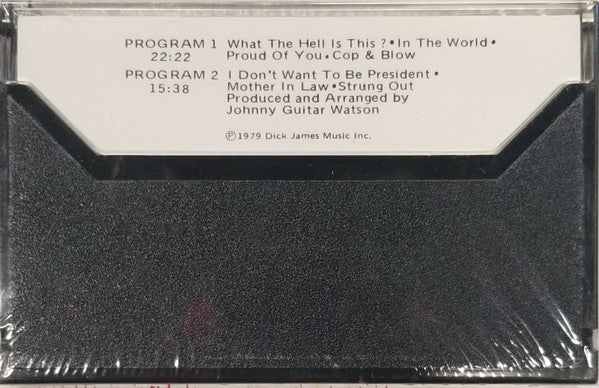 PROGRAM 1 What The Hell Is This ? • In The World •
22:22 Proud Of You • Cop & Blow
PROGRAM 2 I Don't Want To Be President •
15:38 Mother In Law • Strung Out
Produced and Arranged by
Johnny Guitar Watson
℗ 1979 Dick James Music Inc.